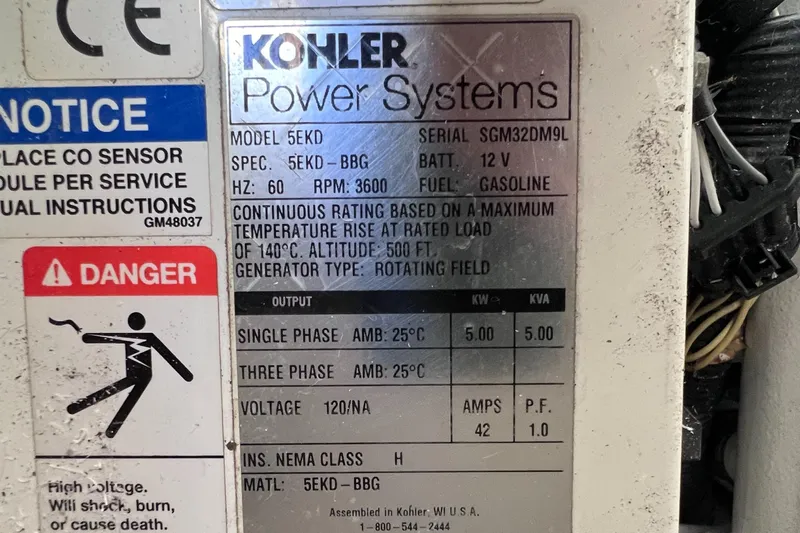 CE
NOTICE
PLACE CO SENSOR
DULE PER SERVICE
UAL INSTRUCTIONS
GM48037
DANGER
High voltage.
Will shock, burn,
or cause death.
KOHLER
Power Systems
MODEL 5EKD SERIAL SGM32DM9L
SPEC. 5EKD-BBG BATT. 12 V
HZ: 60 RPM: 3600 FUEL: GASOLINE
CONTINUOUS RATING BASED ON A MAXIMUM
TEMPERATURE RISE AT RATED LOAD
OF 140°C. ALTITUDE: 500 FT.
GENERATOR TYPE: ROTATING FIELD
OUTPUT KW KVA
SINGLE PHASE AMB: 25°C 5.00 5.00
THREE PHASE AMB: 25°C
VOLTAGE 120/NA AMPS P.F.
42 1.0
INS. NEMA CLASS H
MATL: 5EKD-BBG
Assembled in Kohler, WI U.S.A.
1-800-544-2444